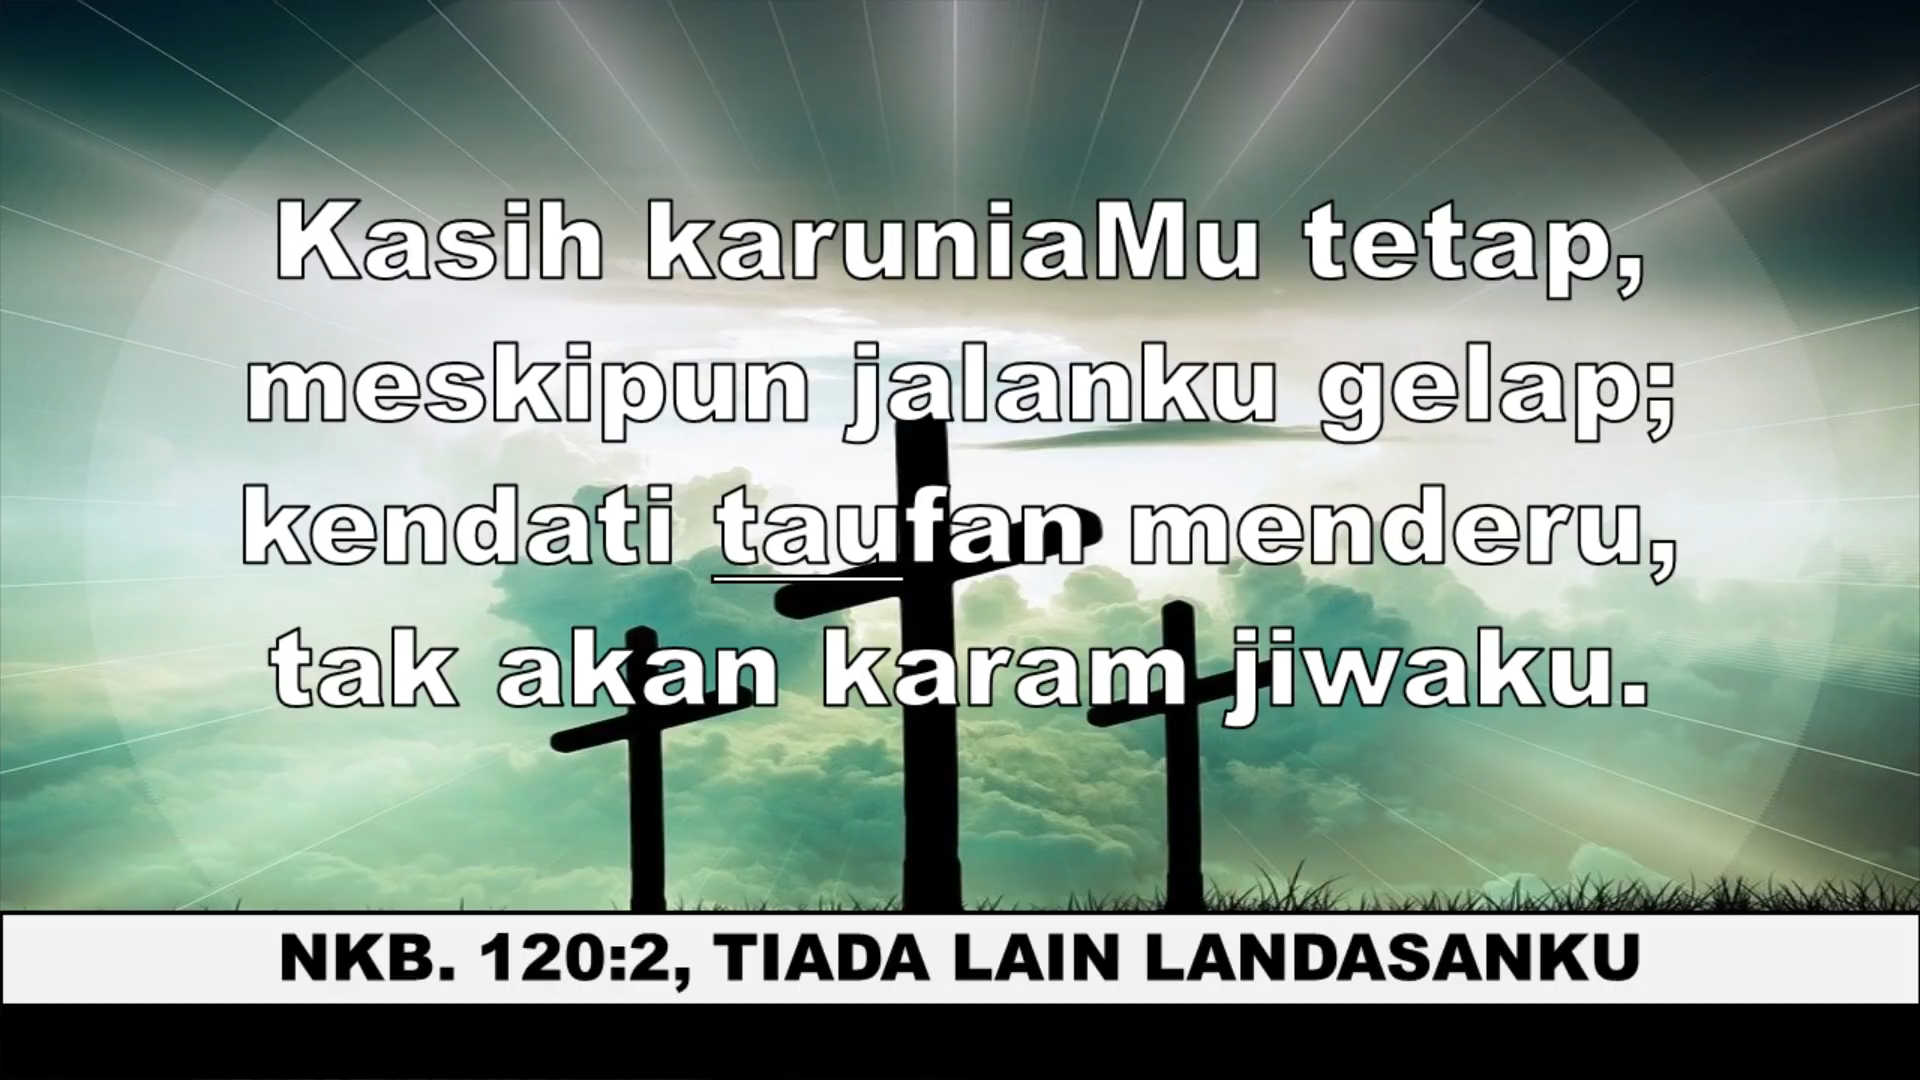 Kasih karuniaMu tetap,
meskipun jalanku gelap;
kendati taufan menderu,
tak akan karam jiwaku.
NKB. 120:2, TIADA LAIN LANDASANKU